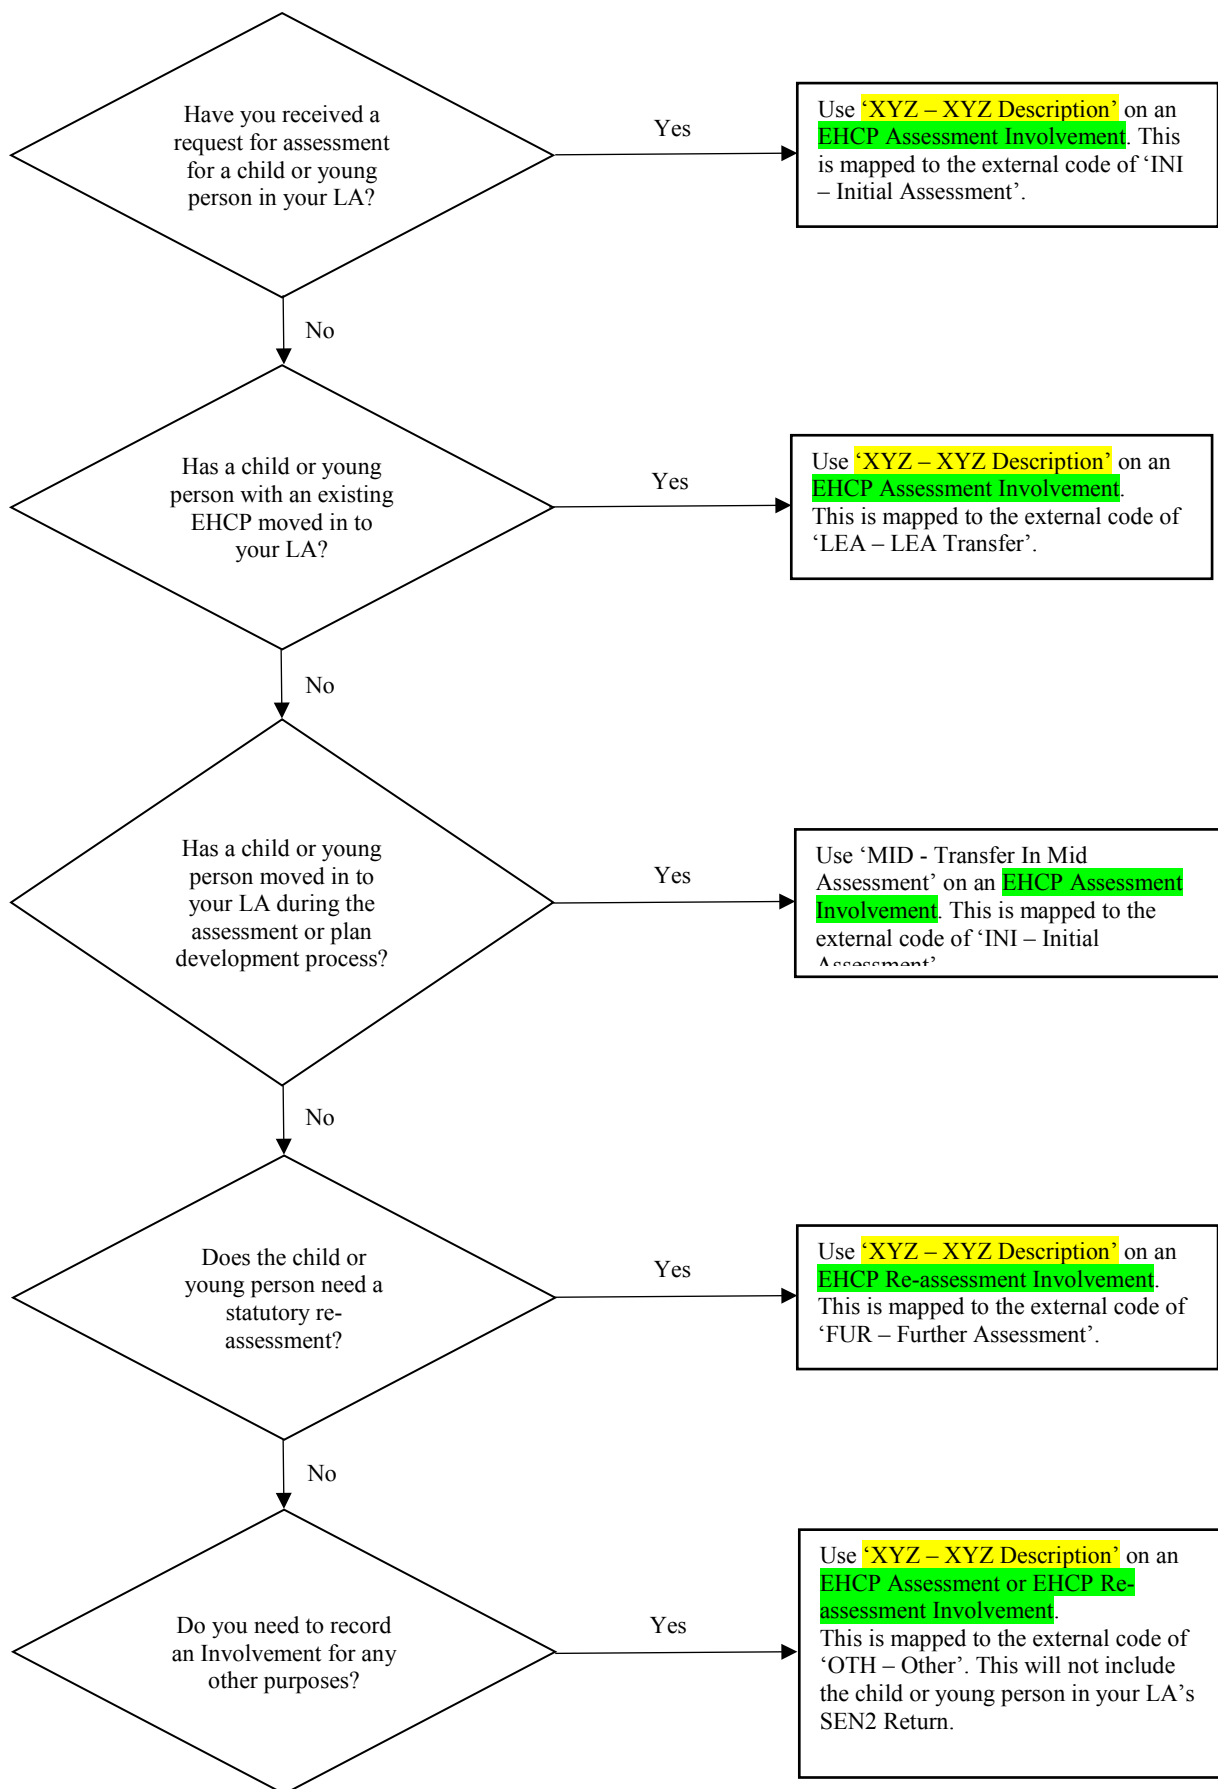 Have you received a
request for assessment
for a child or young
person in your LA?
Yes
Use ‘XYZ – XYZ Description’ on an
EHCP Assessment Involvement. This
is mapped to the external code of ‘INI
– Initial Assessment’.
No
Has a child or young
person with an existing
EHCP moved in to
your LA?
Yes
Use ‘XYZ – XYZ Description’ on an
EHCP Assessment Involvement.
This is mapped to the external code of
‘LEA – LEA Transfer’.
No
Has a child or young
person moved in to
your LA during the
assessment or plan
development process?
Yes
Use ‘MID - Transfer In Mid
Assessment’ on an EHCP Assessment
Involvement. This is mapped to the
external code of ‘INI – Initial
Assessment’
No
Does the child or
young person need a
statutory re-
assessment?
Yes
Use ‘XYZ – XYZ Description’ on an
EHCP Re-assessment Involvement.
This is mapped to the external code of
‘FUR – Further Assessment’.
No
Do you need to record
an Involvement for any
other purposes?
Yes
Use ‘XYZ – XYZ Description’ on an
EHCP Assessment or EHCP Re-
assessment Involvement.
This is mapped to the external code of
‘OTH – Other’. This will not include
the child or young person in your LA’s
SEN2 Return.